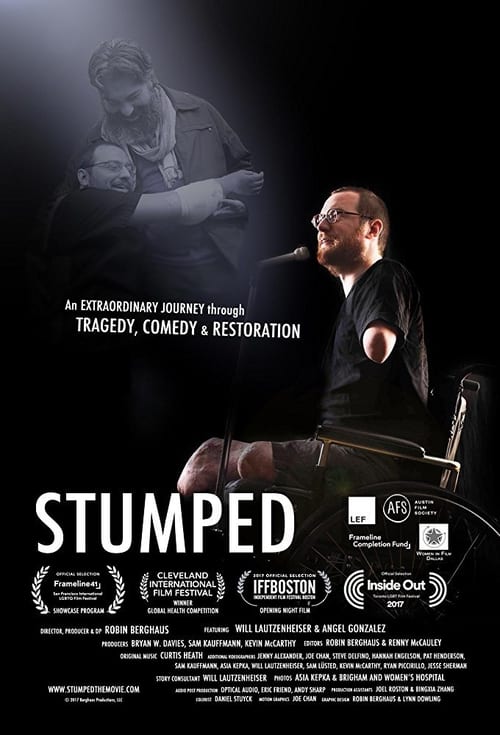 An EXTRAORDINARY JOURNEY through
TRAGEDY, COMEDY & RESTORATION
STUMPED
LEF
AFS
AUSTIN
FILM
SOCIETY
Frameline
Completion Fund
WOMEN IN FILM
DALLAS
OFFICIAL SELECTION
Frameline41
San Francisco International
LGBTQ Film Festival
SHOWCASE PROGRAM
CLEVELAND
INTERNATIONAL
FILM FESTIVAL
WINNER
GLOBAL HEALTH COMPETITION
2017 OFFICIAL SELECTION
IFFBOSTON
INDEPENDENT FILM FESTIVAL BOSTON
OPENING NIGHT FILM
Official Selection
Inside Out
Toronto LGBT Film Festival
2017
DIRECTOR, PRODUCER & DP ROBIN BERGHAUS FEATURING WILL LAUTZENHEISER & ANGEL GONZALEZ
PRODUCERS BRYAN W. DAVIES, SAM KAUFFMANN, KEVIN McCARTHY EDITORS ROBIN BERGHAUS & RENNY McCAULEY
ORIGINAL MUSIC CURTIS HEATH ADDITIONAL VIDEOGRAPHERS JENNY ALEXANDER, JOE CHAN, STEVE DELFINO, HANNAH ENGELSON, PAT HENDERSON,
SAM KAUFFMANN, ASIA KEPKA, WILL LAUTZENHEISER, SAM LÜSTED, KEVIN McCARTHY, RYAN PICCIRILLO, JESSE SHERMAN
STORY CONSULTANT WILL LAUTZENHEISER PHOTOS ASIA KEPKA & BRIGHAM AND WOMEN'S HOSPITAL
WWW.STUMPEDTHEMOVIE.COM
AUDIO POST PRODUCTION OPTICAL AUDIO, ERIC FRIEND, ANDY SHARP PRODUCTION ASSISTANTS JOEL ROSTON & BINGXIA ZHANG
© 2017 Berghaus Productions, LLC
COLORIST DANIEL STUYCK MOTION GRAPHICS JOE CHAN GRAPHIC DESIGN ROBIN BERGHAUS & LYNN DOWLING